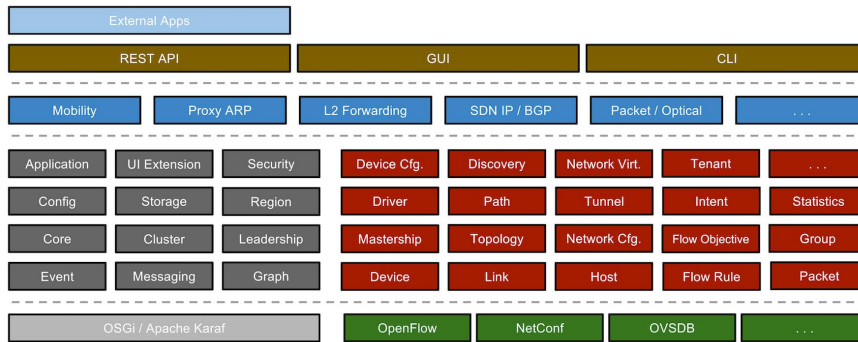 External Apps
REST API GUI CLI
Mobility Proxy ARP L2 Forwarding SDN IP / BGP Packet / Optical . . .
Application UI Extension Security Device Cfg. Discovery Network Virt. Tenant . . .
Config Storage Region Driver Path Tunnel Intent Statistics
Core Cluster Leadership Mastership Topology Network Cfg. Flow Objective Group
Event Messaging Graph Device Link Host Flow Rule Packet
OSGi / Apache Karaf OpenFlow NetConf OVSDB . . .